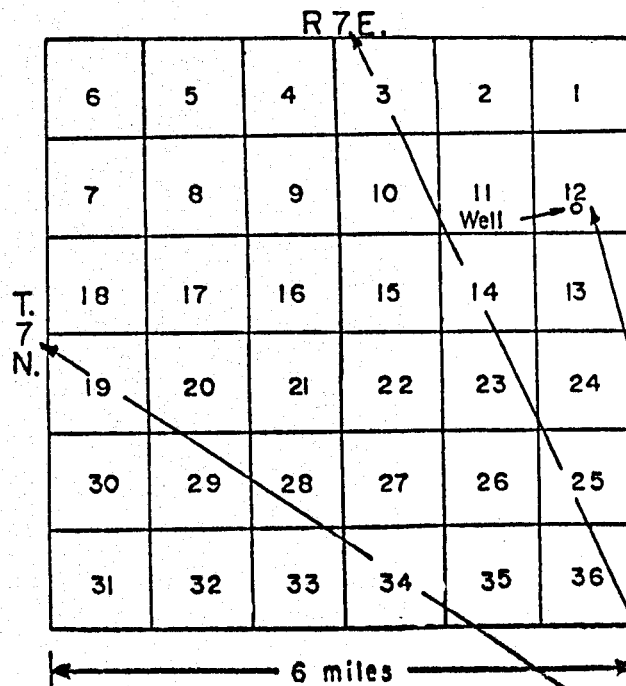 R 7 E.
6 5 4 3 2 1
7 8 9 10 11 12
Well
T.
7
N.
18 17 16 15 14 13
19 20 21 22 23 24
30 29 28 27 26 25
31 32 33 34 35 36
6 miles